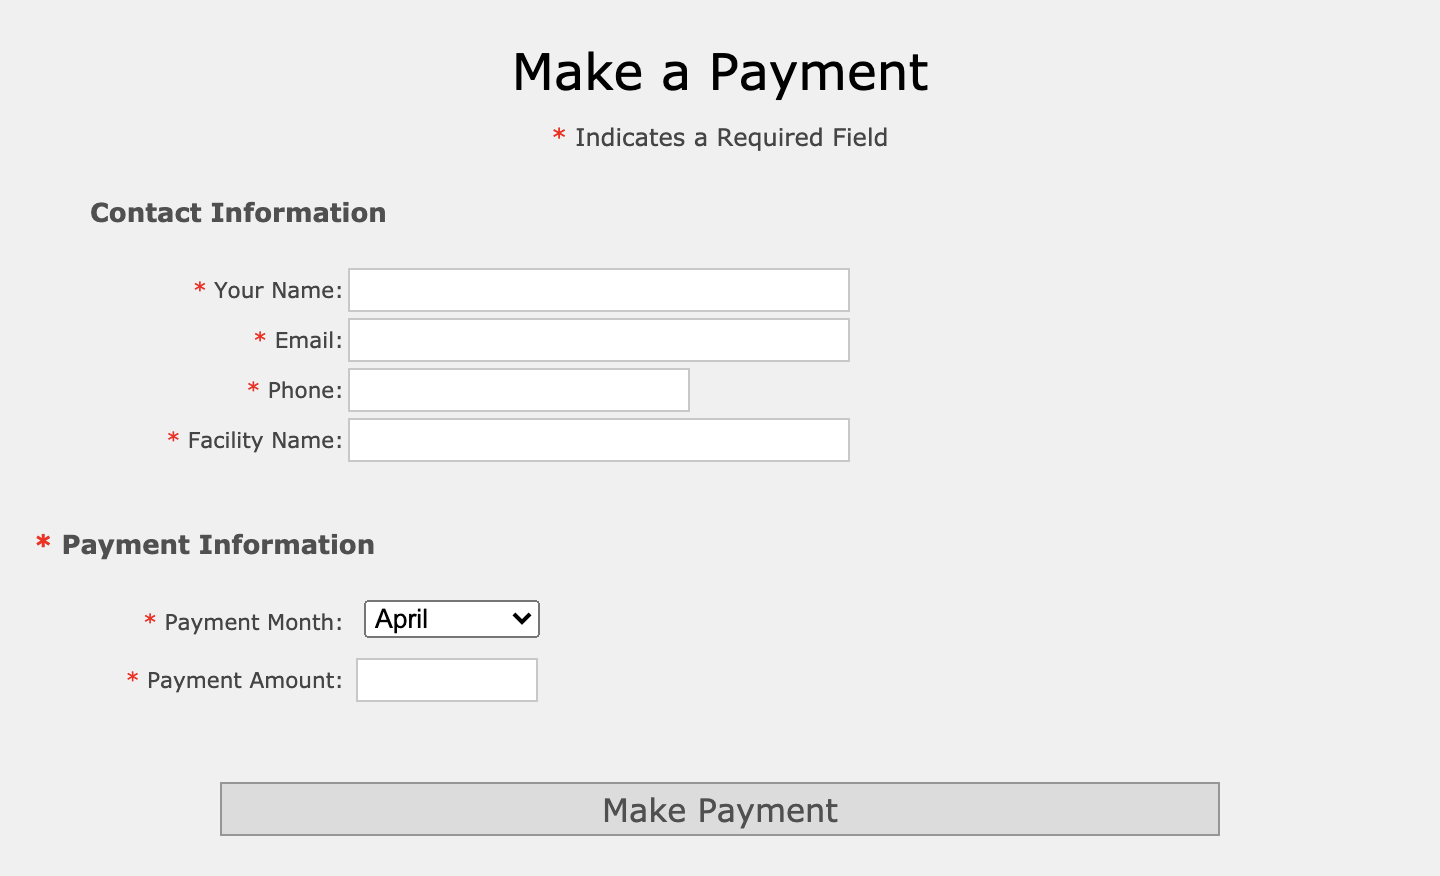 Make a Payment
* Indicates a Required Field
Contact Information
* Your Name:
* Email:
* Phone:
* Facility Name:
* Payment Information
* Payment Month: April
* Payment Amount:
Make Payment